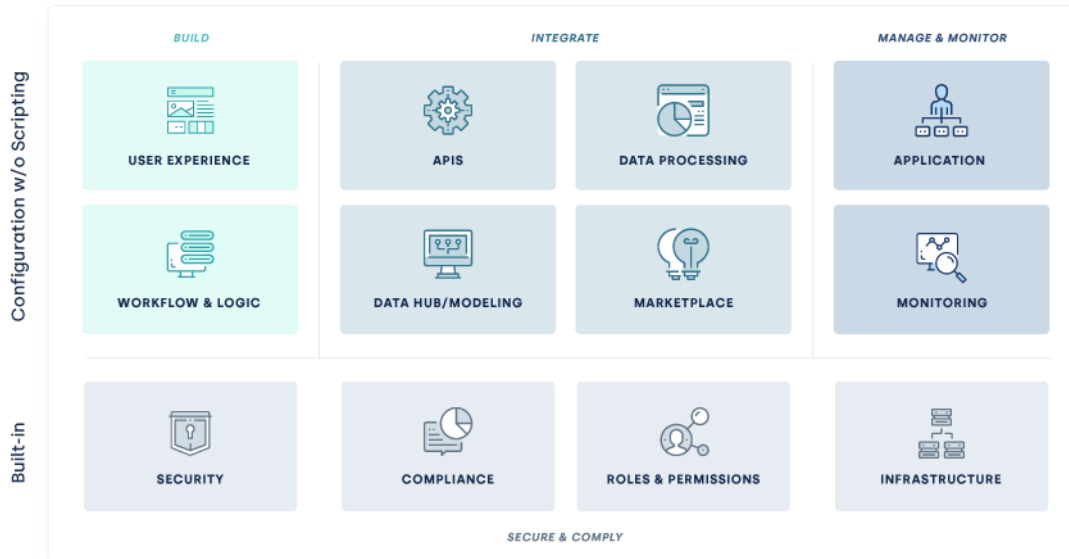 BUILD
INTEGRATE
MANAGE & MONITOR
Configuration w/o Scripting
USER EXPERIENCE
APIS
DATA PROCESSING
APPLICATION
WORKFLOW & LOGIC
DATA HUB/MODELING
MARKETPLACE
MONITORING
Built-in
SECURITY
COMPLIANCE
ROLES & PERMISSIONS
INFRASTRUCTURE
SECURE & COMPLY